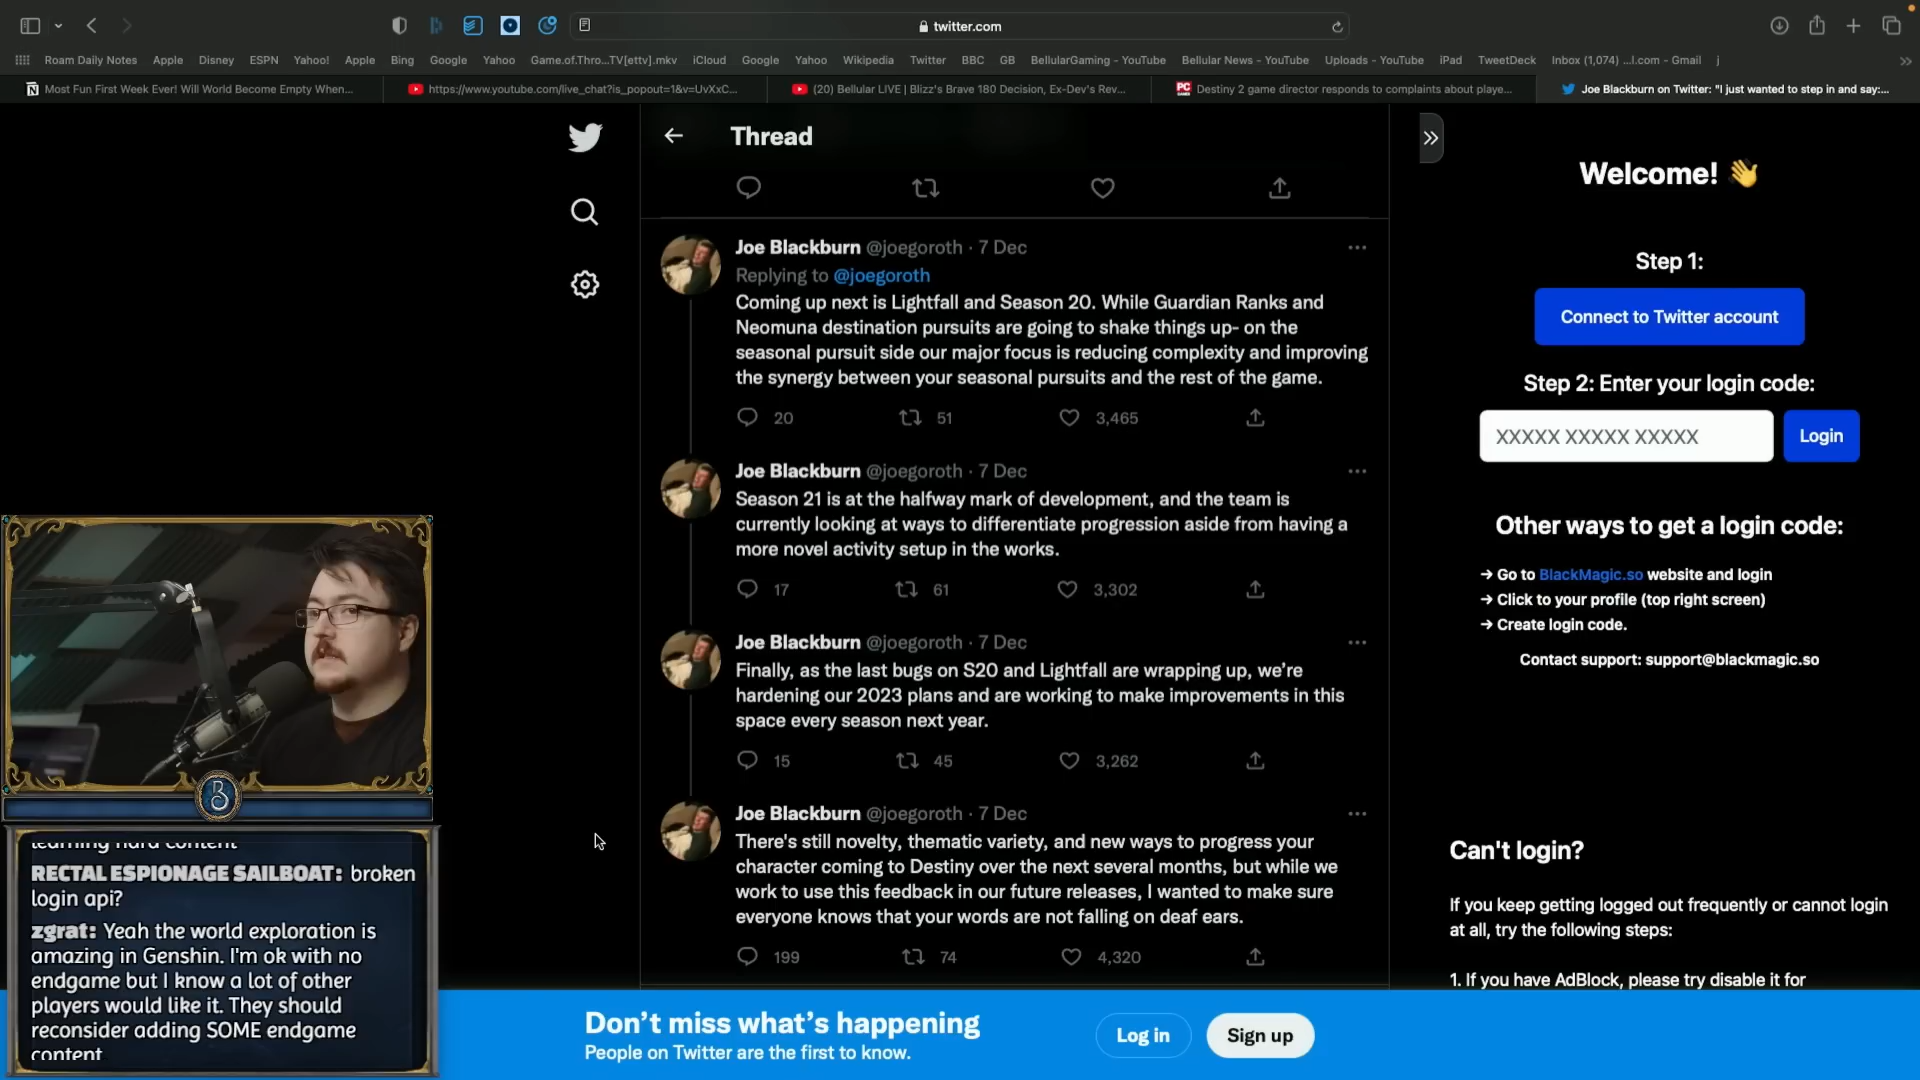 twitter.com
Roam Daily Notes Apple Disney ESPN Yahoo! Apple Bing Google Yahoo Game.of.Thro...TV[ettv].mkv iCloud Google Yahoo Wikipedia Twitter BBC GB BellularGaming - YouTube Bellular News - YouTube Uploads - YouTube iPad TweetDeck Inbox (1,074) ...l.com - Gmail j
Most Fun First Week Ever! Will World Become Empty When...
https://www.youtube.com/live_chat?is_popout=1&v=UvXxC...
(20) Bellular LIVE | Blizz's Brave 180 Decision, Ex-Dev's Rev...
PC Destiny 2 game director responds to complaints about playe...
Joe Blackburn on Twitter: "I just wanted to step in and say:...
Thread
Joe Blackburn @joegoroth · 7 Dec
Replying to @joegoroth
Coming up next is Lightfall and Season 20. While Guardian Ranks and
Neomuna destination pursuits are going to shake things up- on the
seasonal pursuit side our major focus is reducing complexity and improving
the synergy between your seasonal pursuits and the rest of the game.
20 51 3,465
Joe Blackburn @joegoroth · 7 Dec
Season 21 is at the halfway mark of development, and the team is
currently looking at ways to differentiate progression aside from having a
more novel activity setup in the works.
17 61 3,302
Joe Blackburn @joegoroth · 7 Dec
Finally, as the last bugs on S20 and Lightfall are wrapping up, we're
hardening our 2023 plans and are working to make improvements in this
space every season next year.
15 45 3,262
Joe Blackburn @joegoroth · 7 Dec
There's still novelty, thematic variety, and new ways to progress your
character coming to Destiny over the next several months, but while we
work to use this feedback in our future releases, I wanted to make sure
everyone knows that your words are not falling on deaf ears.
199 74 4,320
Welcome! 👋
Step 1:
Connect to Twitter account
Step 2: Enter your login code:
XXXXX XXXXX XXXXX
Login
Other ways to get a login code:
→ Go to BlackMagic.so website and login
→ Click to your profile (top right screen)
→ Create login code.
Contact support: support@blackmagic.so
Can't login?
If you keep getting logged out frequently or cannot login
at all, try the following steps:
1. If you have AdBlock, please try disable it for
B
learning hard content
RECTAL ESPIONAGE SAILBOAT: broken
login api?
zgrat: Yeah the world exploration is
amazing in Genshin. I'm ok with no
endgame but I know a lot of other
players would like it. They should
reconsider adding SOME endgame
content
Don't miss what's happening
People on Twitter are the first to know.
Log in
Sign up